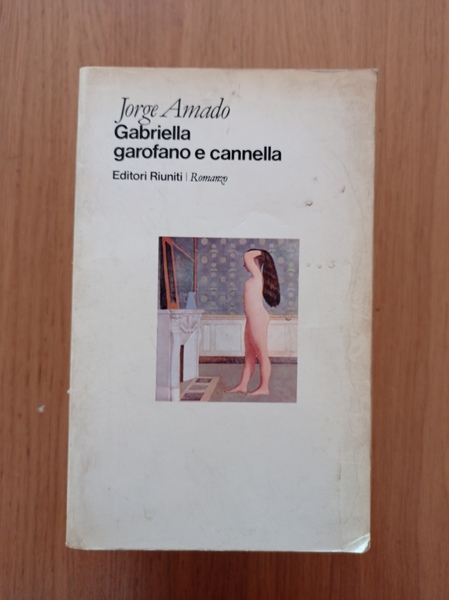 Jorge Amado
Gabriella
garofano e cannella
Editori Riuniti | Romanzo